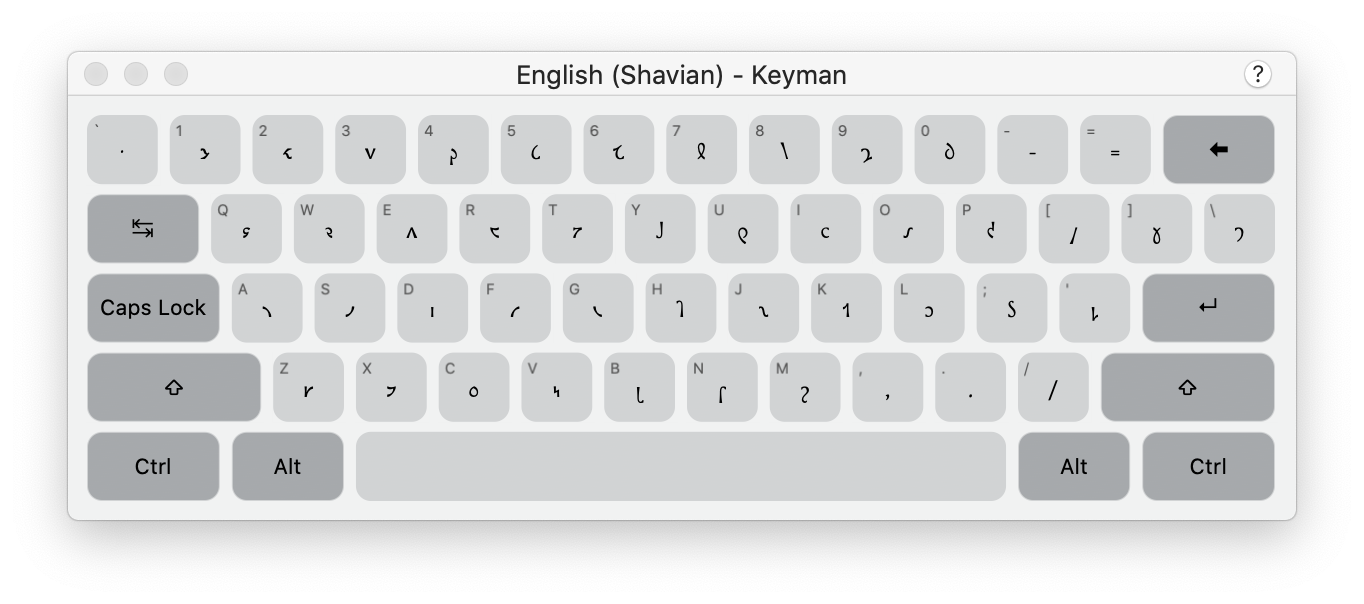 English (Shavian) - Keyman ?
` · 1 𐑶 2 𐑬 3 𐑫 4 𐑜 5 𐑖 6 𐑗 7 𐑙 8 𐑘 9 𐑡 0 𐑔 - - = =
Q 𐑭 W 𐑷 E 𐑵 R 𐑱 T 𐑲 Y 𐑓 U 𐑞 I 𐑤 O 𐑥 P 𐑒 [ 𐑢 ] 𐑣 \ 𐑠
Caps Lock A 𐑪 S 𐑨 D 𐑦 F 𐑩 G 𐑧 H 𐑐 J 𐑯 K 𐑑 L 𐑮 ; 𐑕 ' 𐑛
Z 𐑳 X 𐑼 C 𐑴 V 𐑰 B 𐑚 N 𐑝 M 𐑟 , , . . / /
Ctrl Alt Alt Ctrl